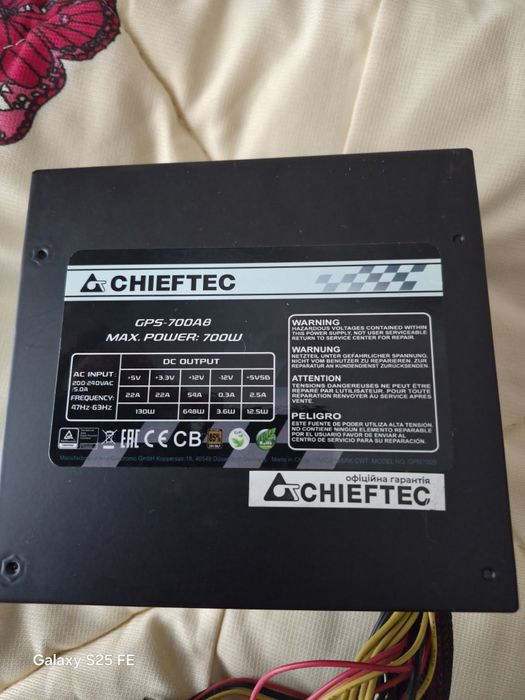 CHIEFTEC
GPS-700A8
MAX. POWER: 700W
AC INPUT:
200-240VAC
5.0A
FREQUENCY:
47Hz-63Hz
DC OUTPUT
+5V +3.3V +12V -12V +5VSB
22A 22A 54A 0.3A 2.5A
130W 648W 3.6W 12.5W
WARNING
HAZARDOUS VOLTAGES CONTAINED WITHIN
THIS POWER SUPPLY, NOT USER SERVICEABLE
RETURN TO SERVICE CENTER FOR REPAIR.
WARNUNG
NETZTEIL UNTER GEFÄHRLICHER SPANNUNG.
NICHT VOM BENUTZER ZU REPARIEREN. ZUR
REPARATUR AN KUNDENDIENST ZURÜCKSENDEN.
ATTENTION
TENSIONS DANGEREUSES NE PEUT ÊTRE
REPARÉ PAR L'UTILISATEUR. POUR TOUTE
REPARATION RENVOYER AU SERVICE APRES
VENTE.
PELIGRO
ESTE FUENTE DE PODER UTILIZA ALTA TENSIÓN.
NO CONTIENE NINGUN ELEMENTO REPARABLE
POR EL USUARIO FAVOR DE ENVIAR AL
CENTRO DE SERVICIO PARA SU REPARACIÓN.
EAC CE CB 85%
офіційна гарантія
CHIEFTEC
Galaxy S25 FE